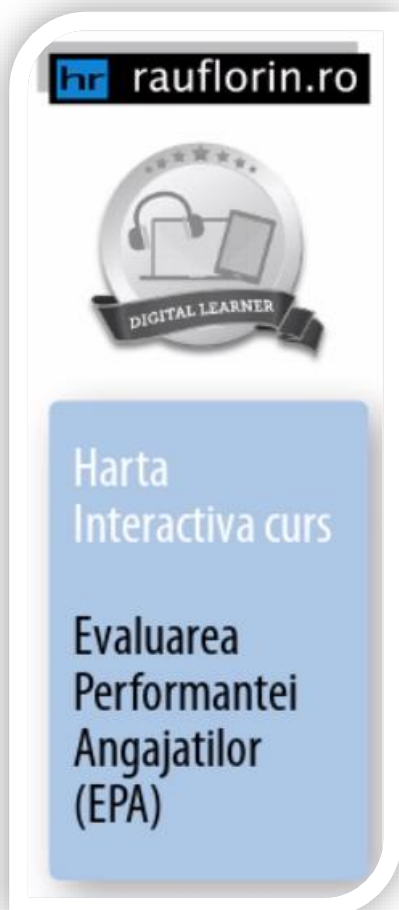 hr rauflorin.ro
DIGITAL LEARNER
Harta
Interactiva curs
Evaluarea
Performantei
Angajatilor
(EPA)